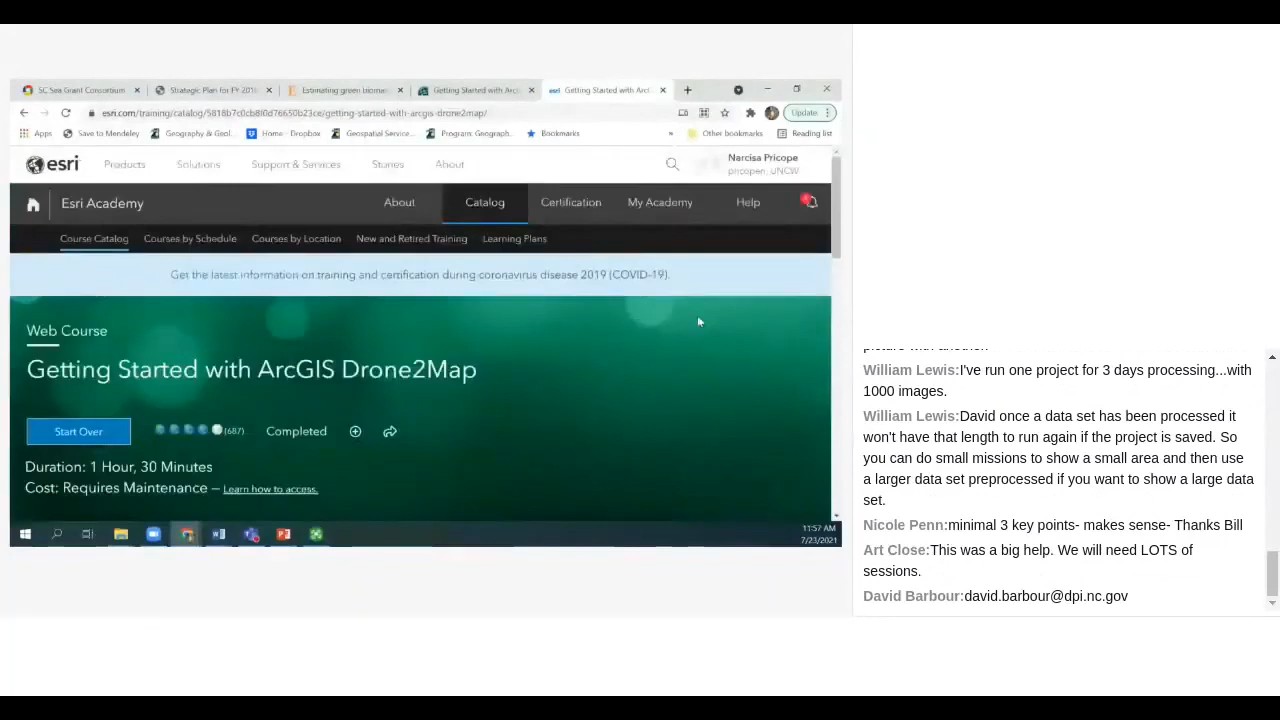 SC Sea Grant Consortium
Strategic Plan for FY 201
Estimating green biomas
Getting Started with Arc
Getting Started with Arc
esri.com/training/catalog/5818b7c0cb8f0d76650b23ce/getting-started-with-arcgis-drone2map/
Update
Apps
Save to Mendeley
Geography & Geol...
Home - Dropbox
Geospatial Service...
Program: Geograph...
Bookmarks
»
Other bookmarks
Reading list
esri
Products
Solutions
Support & Services
Stories
About
Narcisa Pricope
pricopen, UNCW
Esri Academy
About
Catalog
Certification
My Academy
Help
Course Catalog
Courses by Schedule
Courses by Location
New and Retired Training
Learning Plans
Get the latest information on training and certification during coronavirus disease 2019 (COVID-19).
Web Course
Getting Started with ArcGIS Drone2Map
Start Over
(687)
Completed
Duration: 1 Hour, 30 Minutes
Cost: Requires Maintenance – Learn how to access.
11:57 AM
7/23/2021
William Lewis:I've run one project for 3 days processing...with
1000 images.
William Lewis:David once a data set has been processed it
won't have that length to run again if the project is saved. So
you can do small missions to show a small area and then use
a larger data set preprocessed if you want to show a large data
set.
Nicole Penn:minimal 3 key points- makes sense- Thanks Bill
Art Close:This was a big help. We will need LOTS of
sessions.
David Barbour:david.barbour@dpi.nc.gov